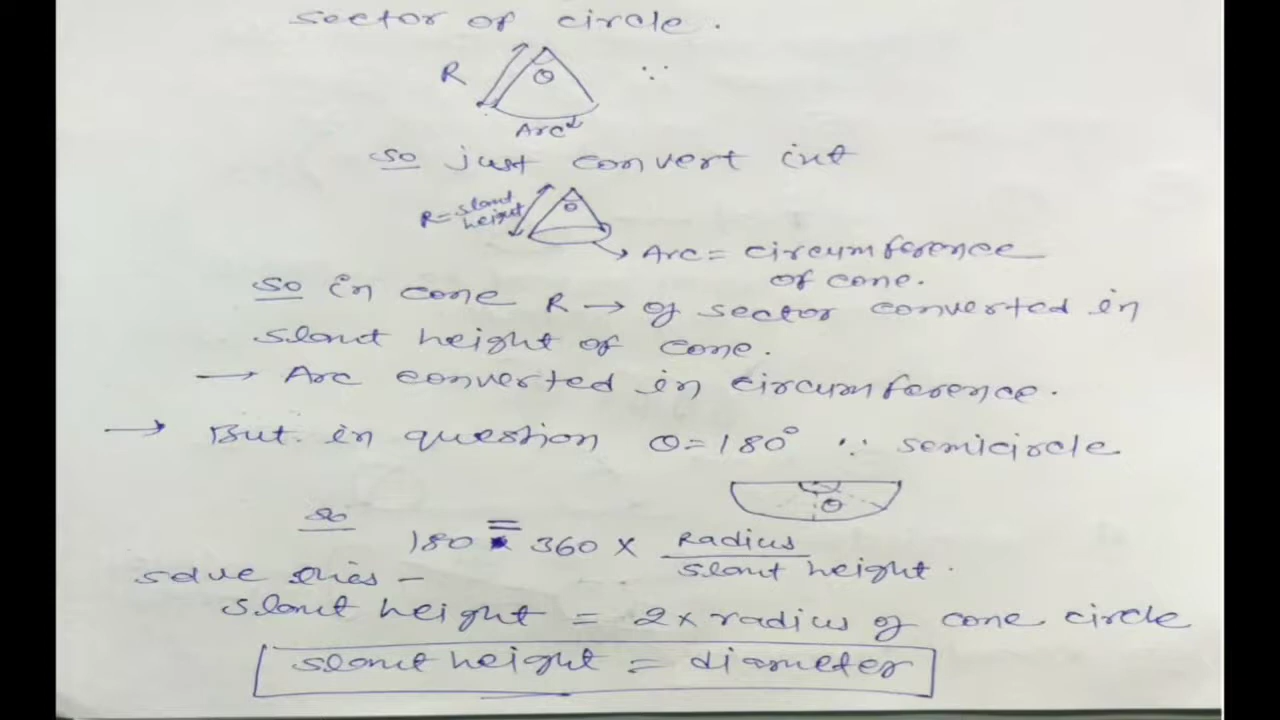 sector of circle.
R θ ∵
Arc
so just convert int
R = slant height θ
Arc = circumference of cone.
so in cone R → of sector converted in
slant height of cone.
→ Arc converted in circumference.
→ But in question θ = 180° ∵ semicircle
θ
so
180 = 360 × Radius / slant height.
solve this –
slant height = 2 × radius of cone circle
slant height = diameter